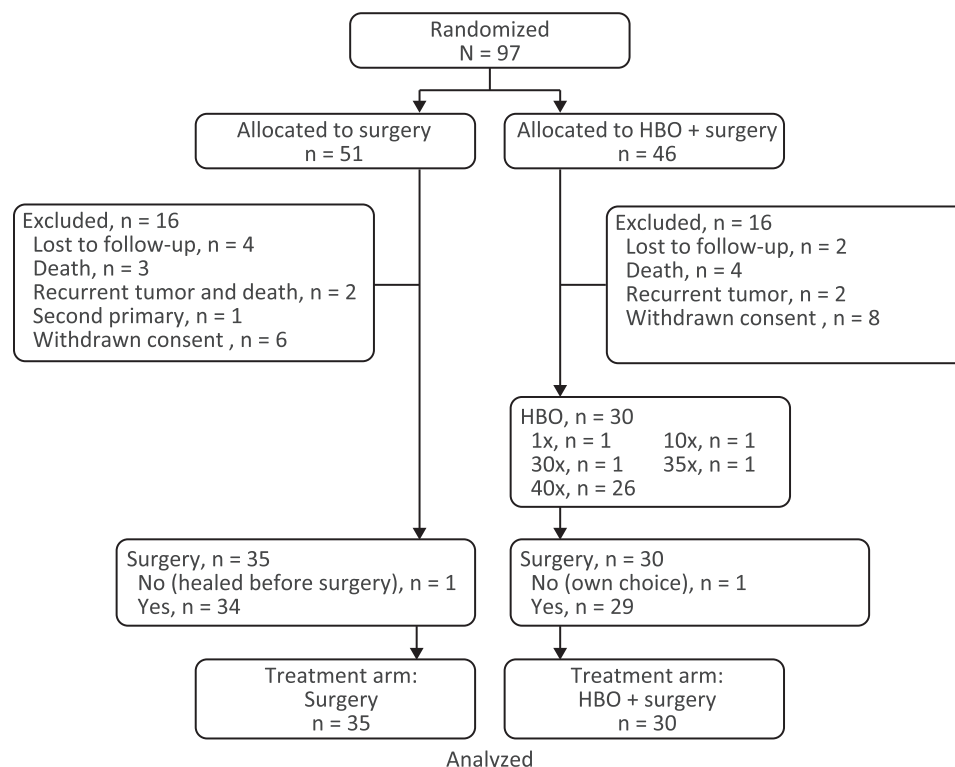 Randomized
N = 97
Allocated to surgery
n = 51
Allocated to HBO + surgery
n = 46
Excluded, n = 16
Lost to follow-up, n = 4
Death, n = 3
Recurrent tumor and death, n = 2
Second primary, n = 1
Withdrawn consent , n = 6
Excluded, n = 16
Lost to follow-up, n = 2
Death, n = 4
Recurrent tumor, n = 2
Withdrawn consent , n = 8
HBO, n = 30
1x, n = 1 10x, n = 1
30x, n = 1 35x, n = 1
40x, n = 26
Surgery, n = 35
No (healed before surgery), n = 1
Yes, n = 34
Surgery, n = 30
No (own choice), n = 1
Yes, n = 29
Treatment arm:
Surgery
n = 35
Treatment arm:
HBO + surgery
n = 30
Analyzed